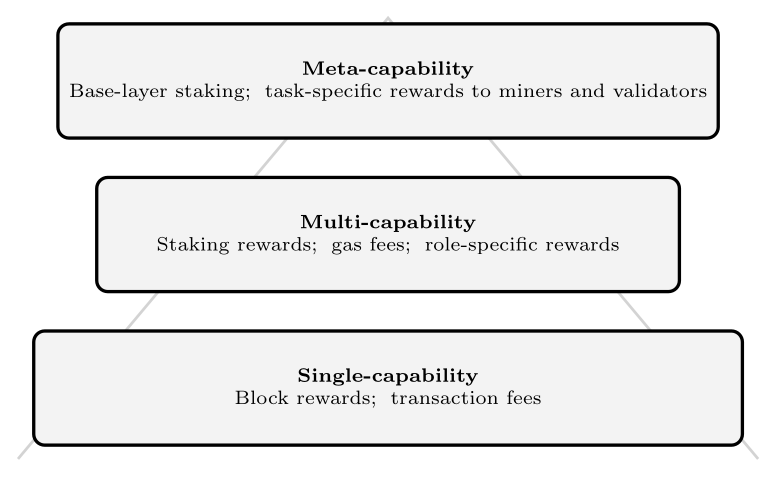 Meta-capability
Base-layer staking; task-specific rewards to miners and validators
Multi-capability
Staking rewards; gas fees; role-specific rewards
Single-capability
Block rewards; transaction fees